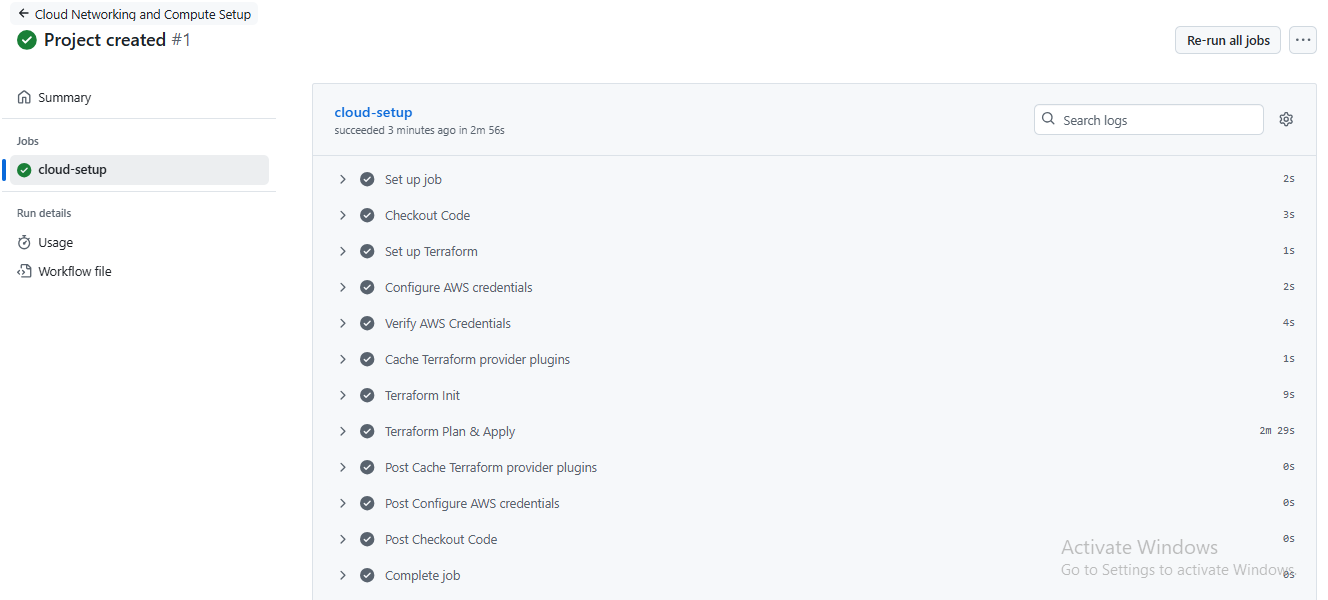 ← Cloud Networking and Compute Setup
Project created #1
Re-run all jobs
...
Summary
Jobs
cloud-setup
Run details
Usage
Workflow file
cloud-setup
succeeded 3 minutes ago in 2m 56s
Search logs
Set up job 2s
Checkout Code 3s
Set up Terraform 1s
Configure AWS credentials 2s
Verify AWS Credentials 4s
Cache Terraform provider plugins 1s
Terraform Init 9s
Terraform Plan & Apply 2m 29s
Post Cache Terraform provider plugins 0s
Post Configure AWS credentials 0s
Post Checkout Code 0s
Complete job 0s
Activate Windows
Go to Settings to activate Windows.